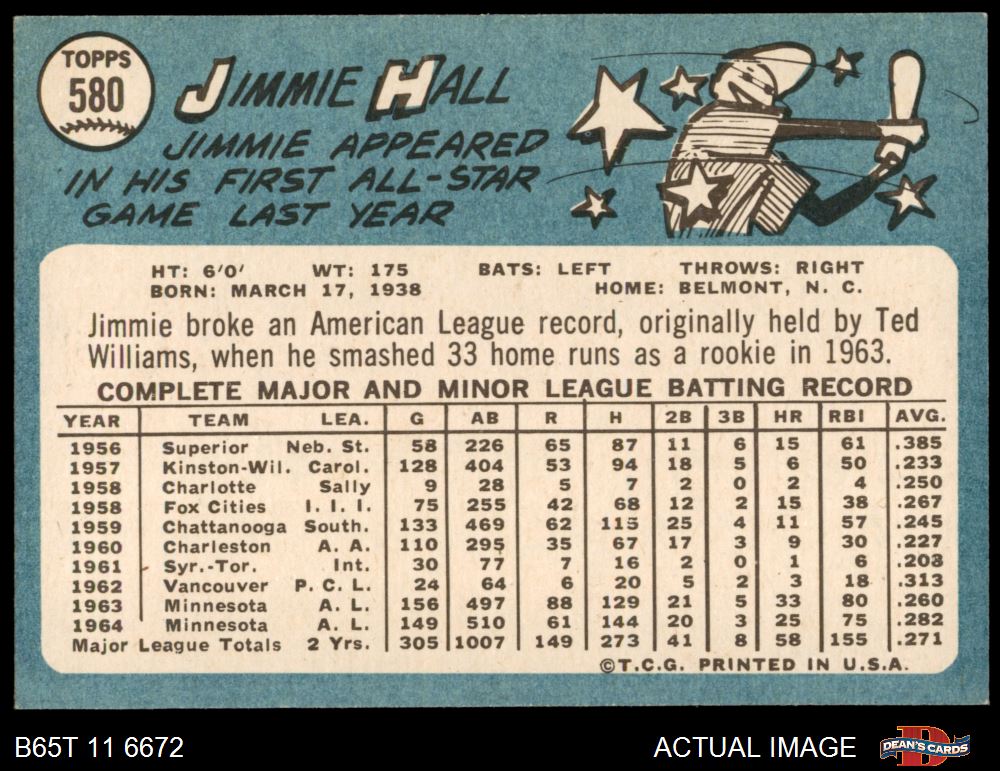 TOPPS
580
JIMMIE HALL
JIMMIE APPEARED
IN HIS FIRST ALL-STAR
GAME LAST YEAR
HT: 6'0' WT: 175 BATS: LEFT THROWS: RIGHT
BORN: MARCH 17, 1938 HOME: BELMONT, N. C.
Jimmie broke an American League record, originally held by Ted
Williams, when he smashed 33 home runs as a rookie in 1963.
COMPLETE MAJOR AND MINOR LEAGUE BATTING RECORD
YEAR TEAM LEA. G AB R H 2B 3B HR RBI AVG.
1956 Superior Neb. St. 58 226 65 87 11 6 15 61 .385
1957 Kinston-Wil. Carol. 128 404 53 94 18 5 6 50 .233
1958 Charlotte Sally 9 28 5 7 2 0 2 4 .250
1958 Fox Cities I. I. I. 75 255 42 68 12 2 15 38 .267
1959 Chattanooga South. 133 469 62 115 25 4 11 57 .245
1960 Charleston A. A. 110 295 35 67 17 3 9 30 .227
1961 Syr.-Tor. Int. 30 77 7 16 2 0 1 6 .208
1962 Vancouver P. C. L. 24 64 6 20 5 2 3 18 .313
1963 Minnesota A. L. 156 497 88 129 21 5 33 80 .260
1964 Minnesota A. L. 149 510 61 144 20 3 25 75 .282
Major League Totals 2 Yrs. 305 1007 149 273 41 8 58 155 .271
©T.C.G. PRINTED IN U.S.A.
B65T 11 6672 ACTUAL IMAGE DEAN'S CARDS